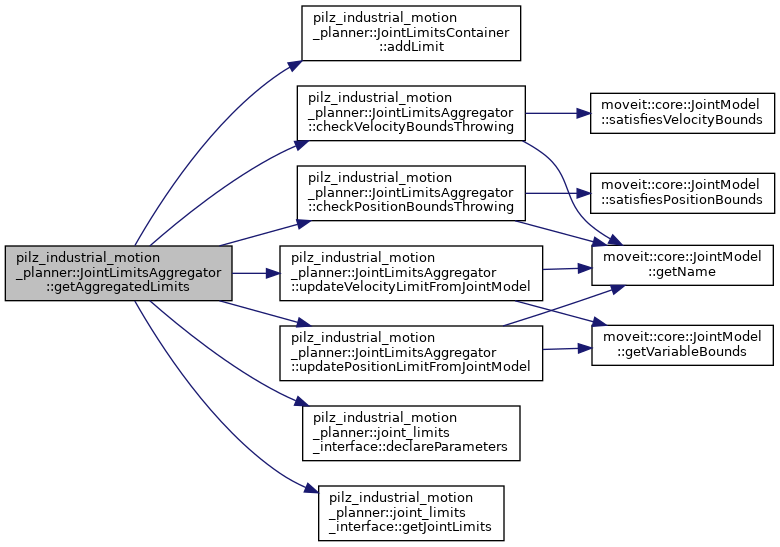 pilz_industrial_motion
_planner::JointLimitsContainer
::addLimit
pilz_industrial_motion
_planner::JointLimitsAggregator
::checkVelocityBoundsThrowing
moveit::core::JointModel
::satisfiesVelocityBounds
pilz_industrial_motion
_planner::JointLimitsAggregator
::checkPositionBoundsThrowing
moveit::core::JointModel
::satisfiesPositionBounds
pilz_industrial_motion
_planner::JointLimitsAggregator
::getAggregatedLimits
pilz_industrial_motion
_planner::JointLimitsAggregator
::updateVelocityLimitFromJointModel
moveit::core::JointModel
::getName
pilz_industrial_motion
_planner::JointLimitsAggregator
::updatePositionLimitFromJointModel
moveit::core::JointModel
::getVariableBounds
pilz_industrial_motion
_planner::joint_limits
_interface::declareParameters
pilz_industrial_motion
_planner::joint_limits
_interface::getJointLimits